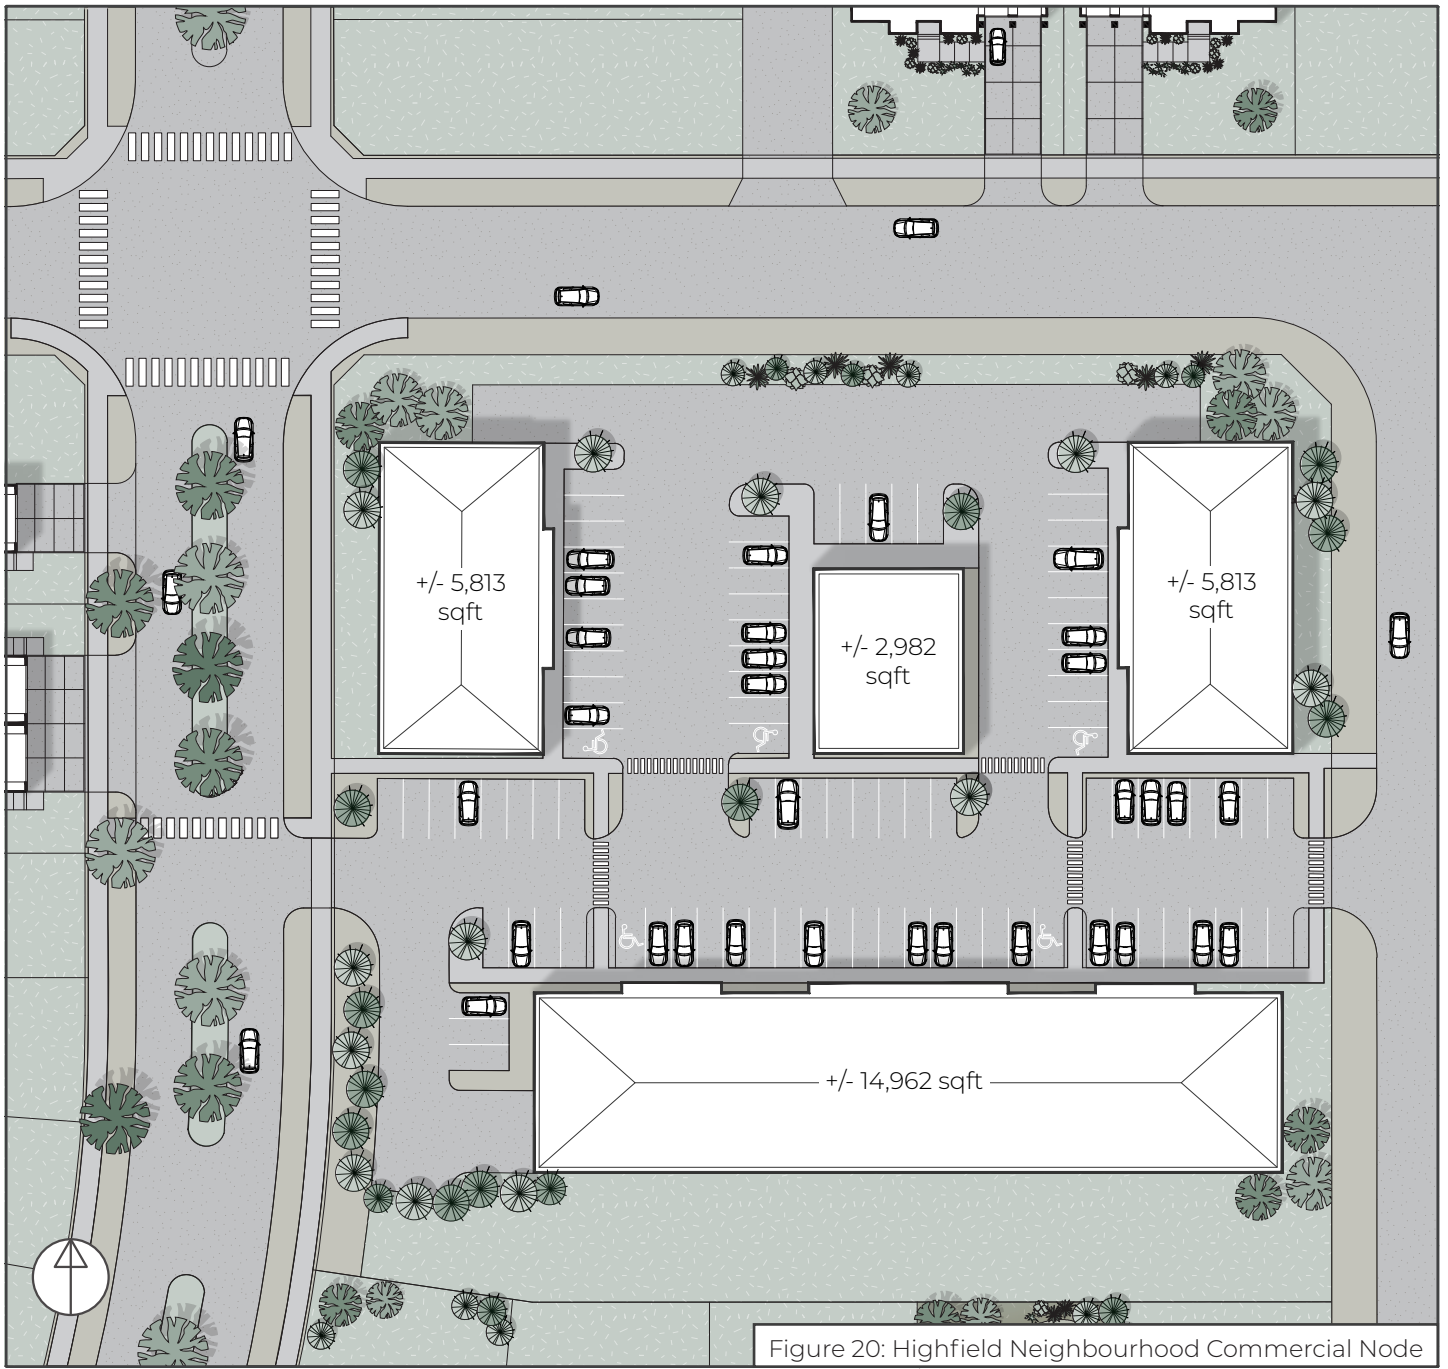 +/- 5,813
sqft
+/- 5,813
sqft
+/- 2,982
sqft
+/- 14,962 sqft
Figure 20: Highfield Neighbourhood Commercial Node